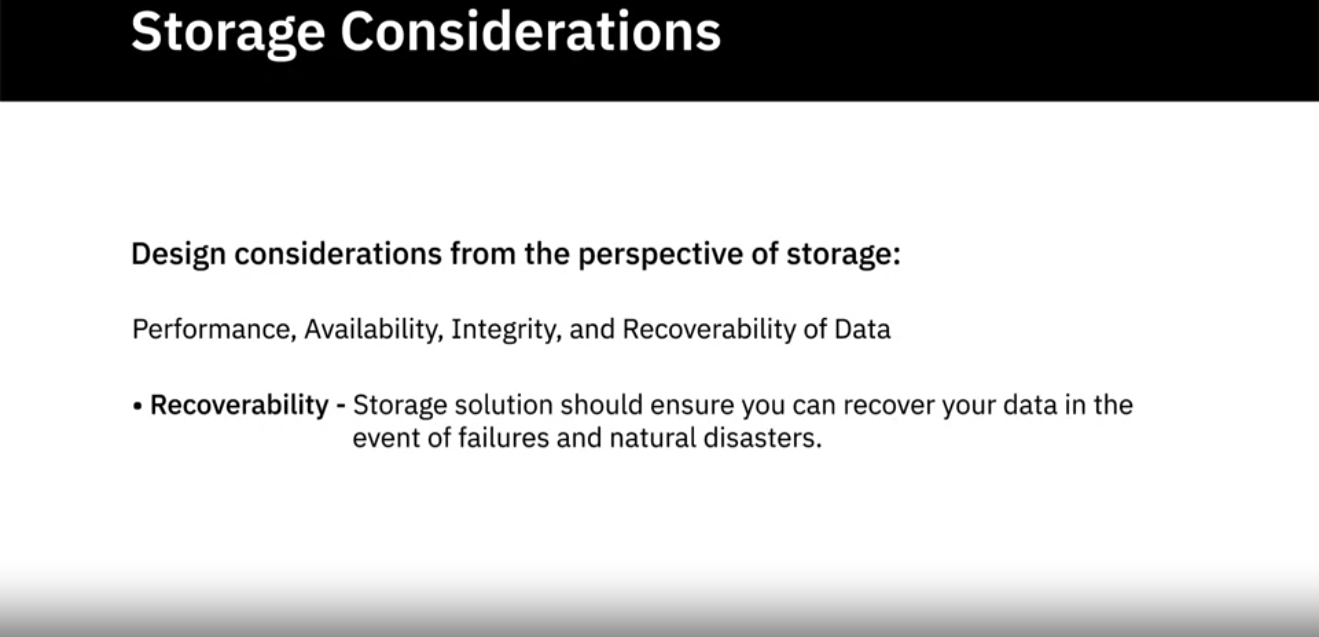 Storage Considerations
Design considerations from the perspective of storage:
Performance, Availability, Integrity, and Recoverability of Data
• Recoverability - Storage solution should ensure you can recover your data in the
event of failures and natural disasters.